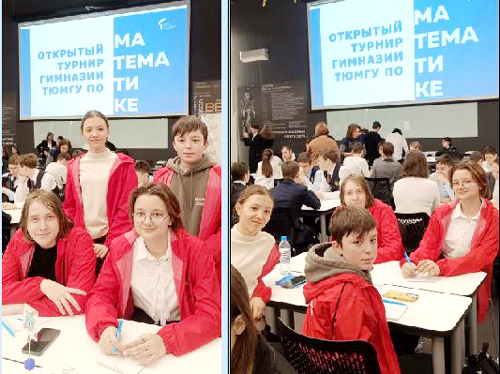 ОТКРЫТЫЙ
ТУРНИР
ГИМНАЗИИ
ТЮМГУ ПО
МА
ТЕМА
ТИ
КЕ
ОТКРЫТЫЙ
ТУРНИР
ГИМНАЗИИ
ТЮМГУ ПО
МА
ТЕМА
ТИ
КЕ